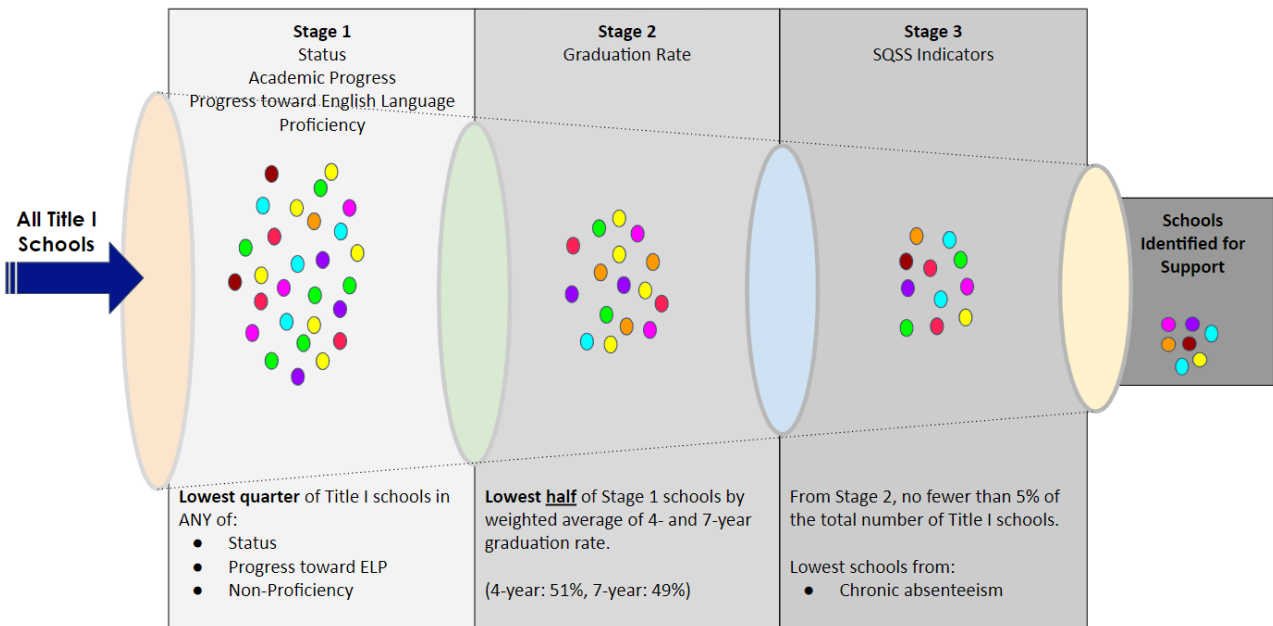 Stage 1
Status
Academic Progress
Progress toward English Language
Proficiency
Stage 2
Graduation Rate
Stage 3
SQSS Indicators
All Title I
Schools
Schools
Identified for
Support
Lowest quarter of Title I schools in
ANY of:
● Status
● Progress toward ELP
● Non-Proficiency
Lowest half of Stage 1 schools by
weighted average of 4- and 7-year
graduation rate.
(4-year: 51%, 7-year: 49%)
From Stage 2, no fewer than 5% of
the total number of Title I schools.
Lowest schools from:
● Chronic absenteeism